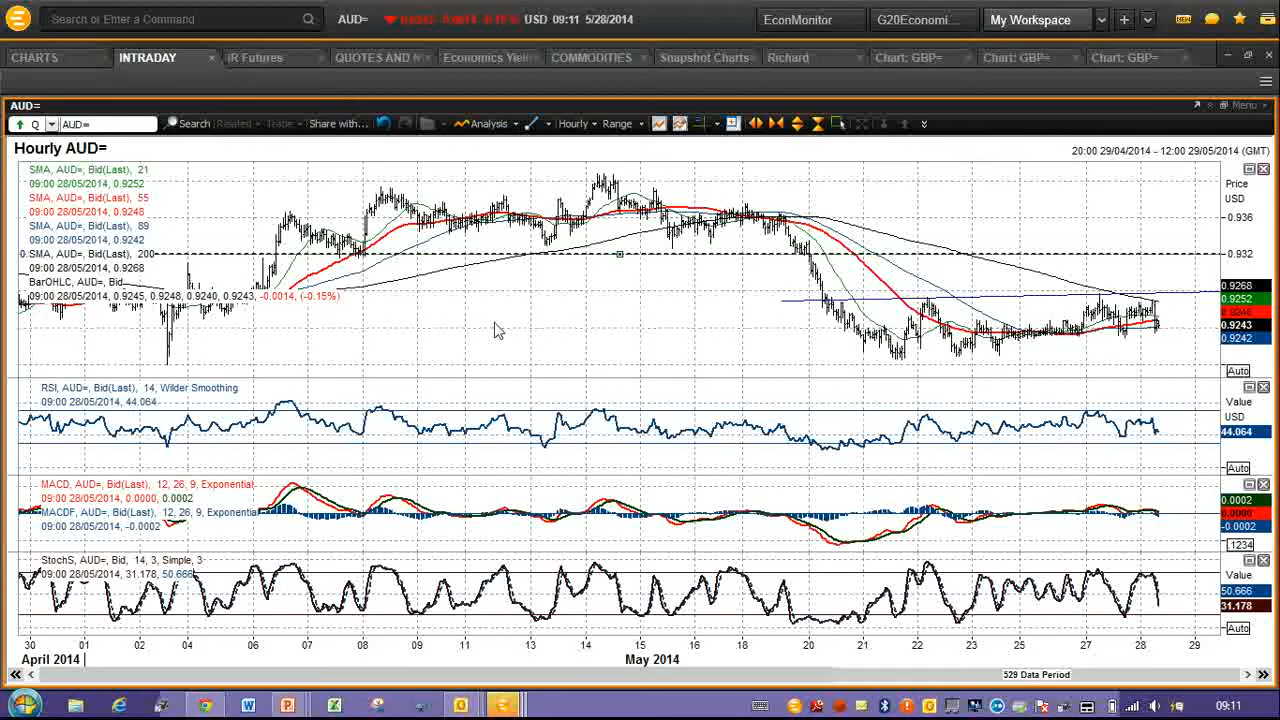 Search or Enter a Command
AUD= 0.0242 -0.0014 -0.15% USD 09:11 5/28/2014
EconMonitor
G20Economi...
My Workspace
NEW
CHARTS
INTRADAY
IR Futures
QUOTES AND
Economics Yiel
COMMODITIES
Snapshot Charts
Richard
Chart: GBP=
Chart: GBP=
Chart: GBP=
AUD=
Menu
Q AUD=
Search
Related
Trade
Share with...
Analysis
Hourly
Range
Hourly AUD=
20:00 29/04/2014 - 12:00 29/05/2014 (GMT)
SMA, AUD=, Bid(Last), 21
09:00 28/05/2014, 0.9252
SMA, AUD=, Bid(Last), 55
09:00 28/05/2014, 0.9248
SMA, AUD=, Bid(Last), 89
09:00 28/05/2014, 0.9242
SMA, AUD=, Bid(Last), 200
09:00 28/05/2014, 0.9268
BarOHLC, AUD=, Bid
09:00 28/05/2014, 0.9245, 0.9248, 0.9240, 0.9243, -0.0014, (-0.15%)
Price
USD
0.936
0.932
0.9268
0.9252
0.9248
0.9243
0.9242
Auto
RSI, AUD=, Bid(Last), 14, Wilder Smoothing
09:00 28/05/2014, 44.064
Value
USD
44.064
Auto
MACD, AUD=, Bid(Last), 12, 26, 9, Exponential
09:00 28/05/2014, 0.0000, 0.0002
MACDF, AUD=, Bid(Last), 12, 26, 9, Exponential
09:00 28/05/2014, -0.0002
0.0002
0.0000
-0.0002
.1234
StochS, AUD=, Bid, 14, 3, Simple, 3
09:00 28/05/2014, 31.178, 50.666
Value
50.666
31.178
Auto
30 01 02 04 06 07 08 09 11 12 13 14 15 16 18 20 21 22 23 25 27 28 29
April 2014
May 2014
529 Data Period
09:11